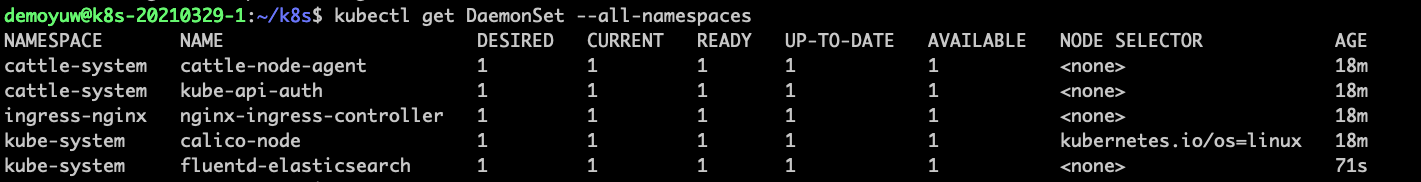 demoyuw@k8s-20210329-1:~/k8s$ kubectl get DaemonSet --all-namespaces
NAMESPACE NAME DESIRED CURRENT READY UP-TO-DATE AVAILABLE NODE SELECTOR AGE
cattle-system cattle-node-agent 1 1 1 1 1 <none> 18m
cattle-system kube-api-auth 1 1 1 1 1 <none> 18m
ingress-nginx nginx-ingress-controller 1 1 1 1 1 <none> 18m
kube-system calico-node 1 1 1 1 1 kubernetes.io/os=linux 18m
kube-system fluentd-elasticsearch 1 1 1 1 1 <none> 71s